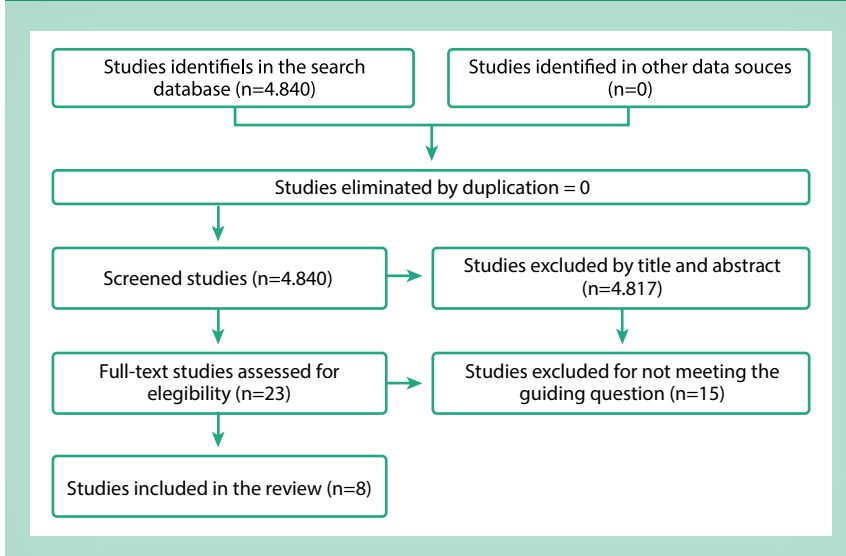 Studies identifiels in the search
database (n=4.840)
Studies identified in other data souces
(n=0)
Studies eliminated by duplication = 0
Screened studies (n=4.840)
Studies excluded by title and abstract
(n=4.817)
Full-text studies assessed for
elegibility (n=23)
Studies excluded for not meeting the
guiding question (n=15)
Studies included in the review (n=8)